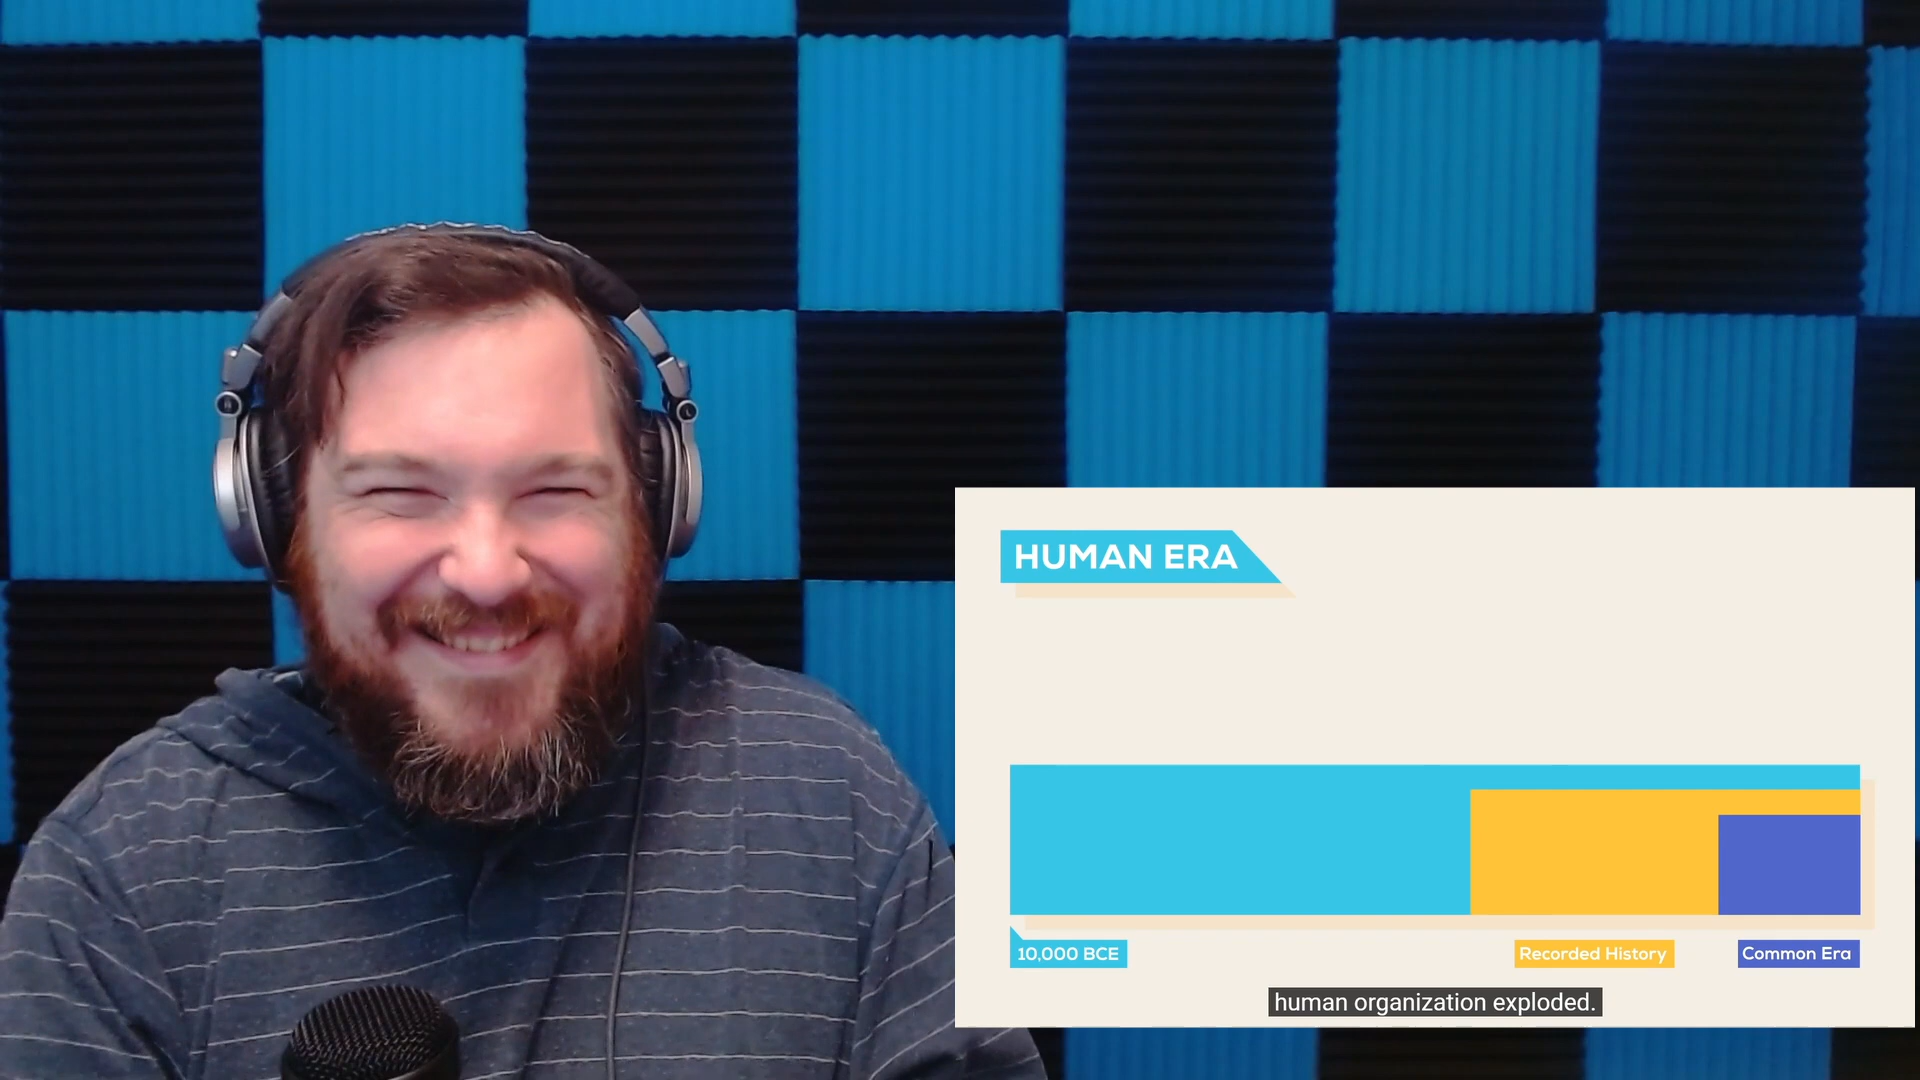 HUMAN ERA
10,000 BCE
Recorded History
Common Era
human organization exploded.